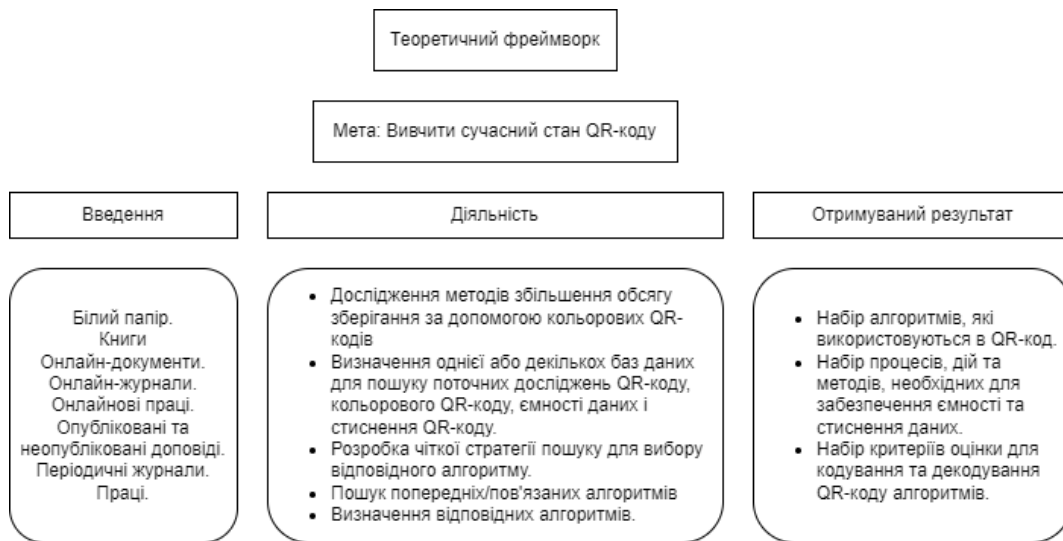 Теоретичний фреймворк
Мета: Вивчити сучасний стан QR-коду
Введення
Діяльність
Отримуваний результат
Білий папір.
Книги
Онлайн-документи.
Онлайн-журнали.
Онлайнові праці.
Опубліковані та
неопубліковані доповіді.
Періодичні журнали.
Праці.
• Дослідження методів збільшення обсягу
зберігання за допомогою кольорових QR-
кодів
• Визначення однієї або декількох баз даних
для пошуку поточних досліджень QR-коду,
кольорового QR-коду, ємності даних і
стиснення QR-коду.
• Розробка чіткої стратегії пошуку для вибору
відповідного алгоритму.
• Пошук попередніх/пов'язаних алгоритмів
• Визначення відповідних алгоритмів.
• Набір алгоритмів, які
використовуються в QR-код.
• Набір процесів, дій та
методів, необхідних для
забезпечення ємності та
стиснення даних.
• Набір критеріїв оцінки для
кодування та декодування
QR-коду алгоритмів.